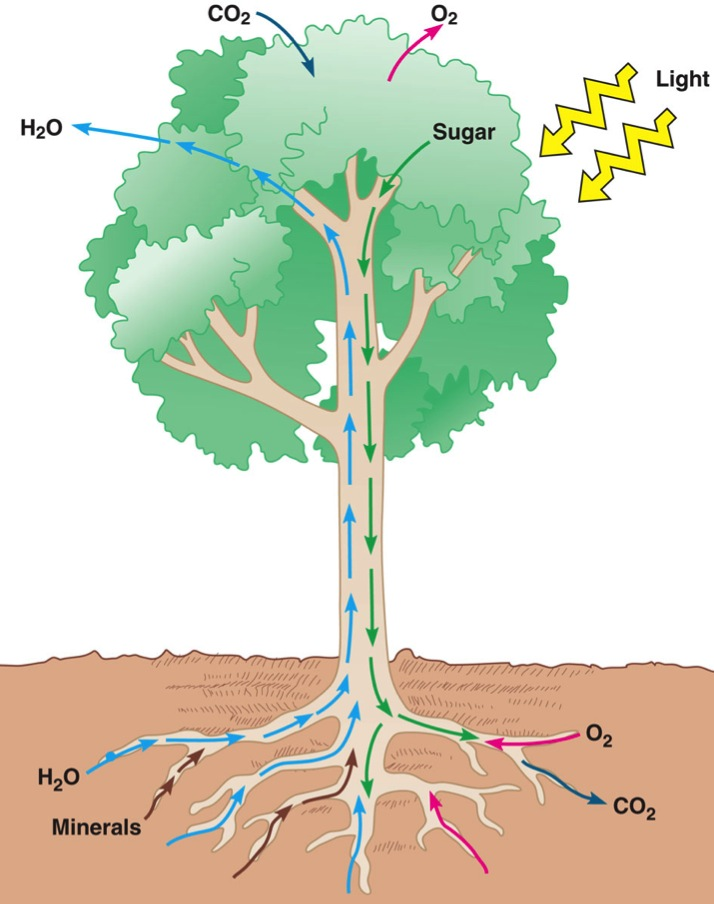 CO₂
O₂
Light
H₂O
Sugar
O₂
H₂O
CO₂
Minerals